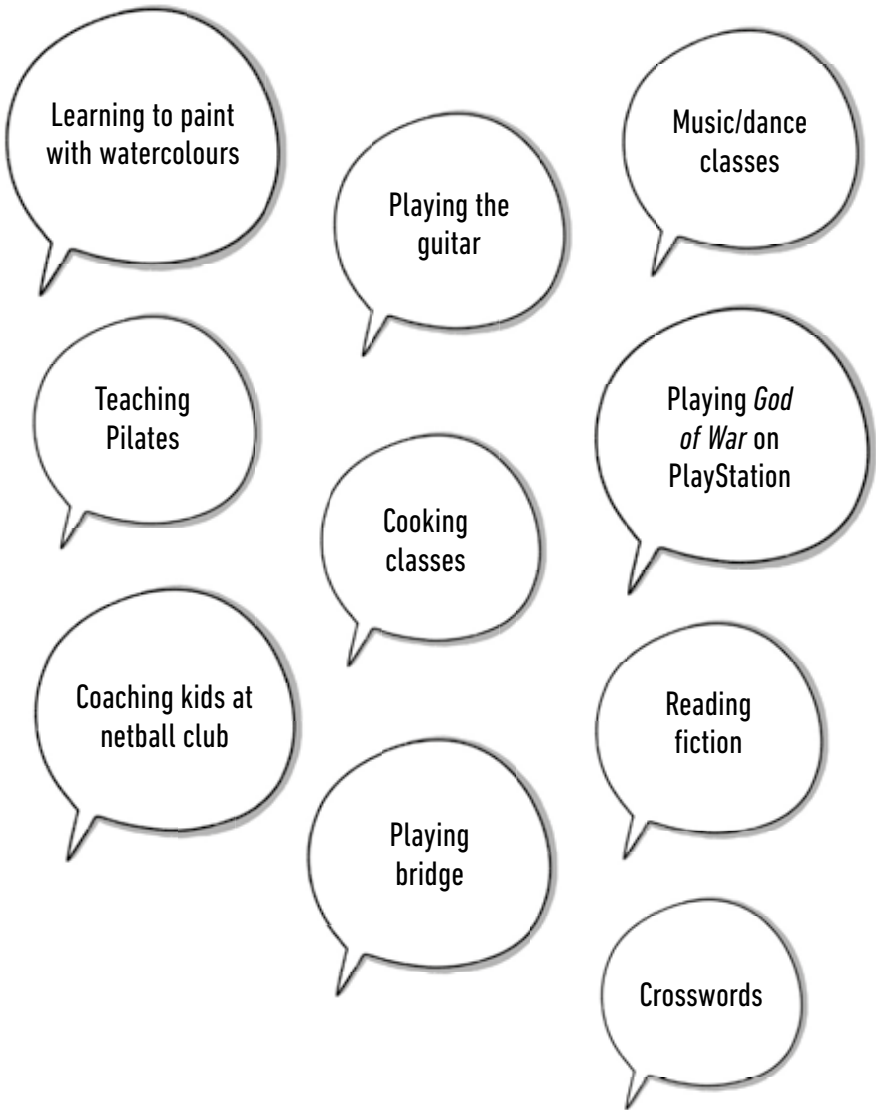 Learning to paint
with watercolours
Playing the
guitar
Music/dance
classes
Teaching
Pilates
Cooking
classes
Playing God
of War on
PlayStation
Coaching kids at
netball club
Playing
bridge
Reading
fiction
Crosswords